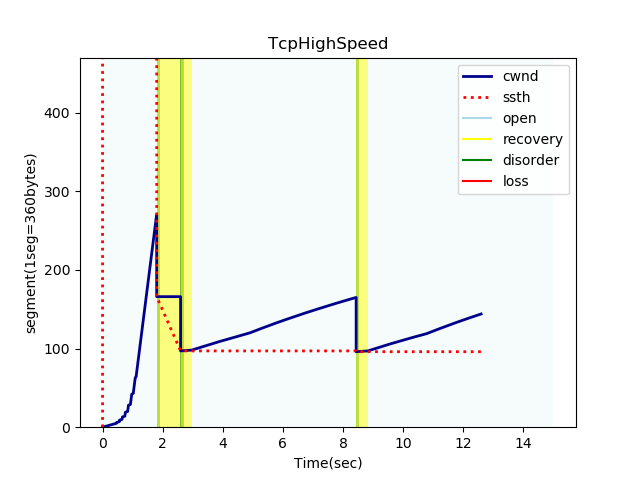 TcpHighSpeed
segment(1seg=360bytes)
400
300
200
100
0
0 2 4 6 8 10 12 14
Time(sec)
cwnd
ssth
open
recovery
disorder
loss